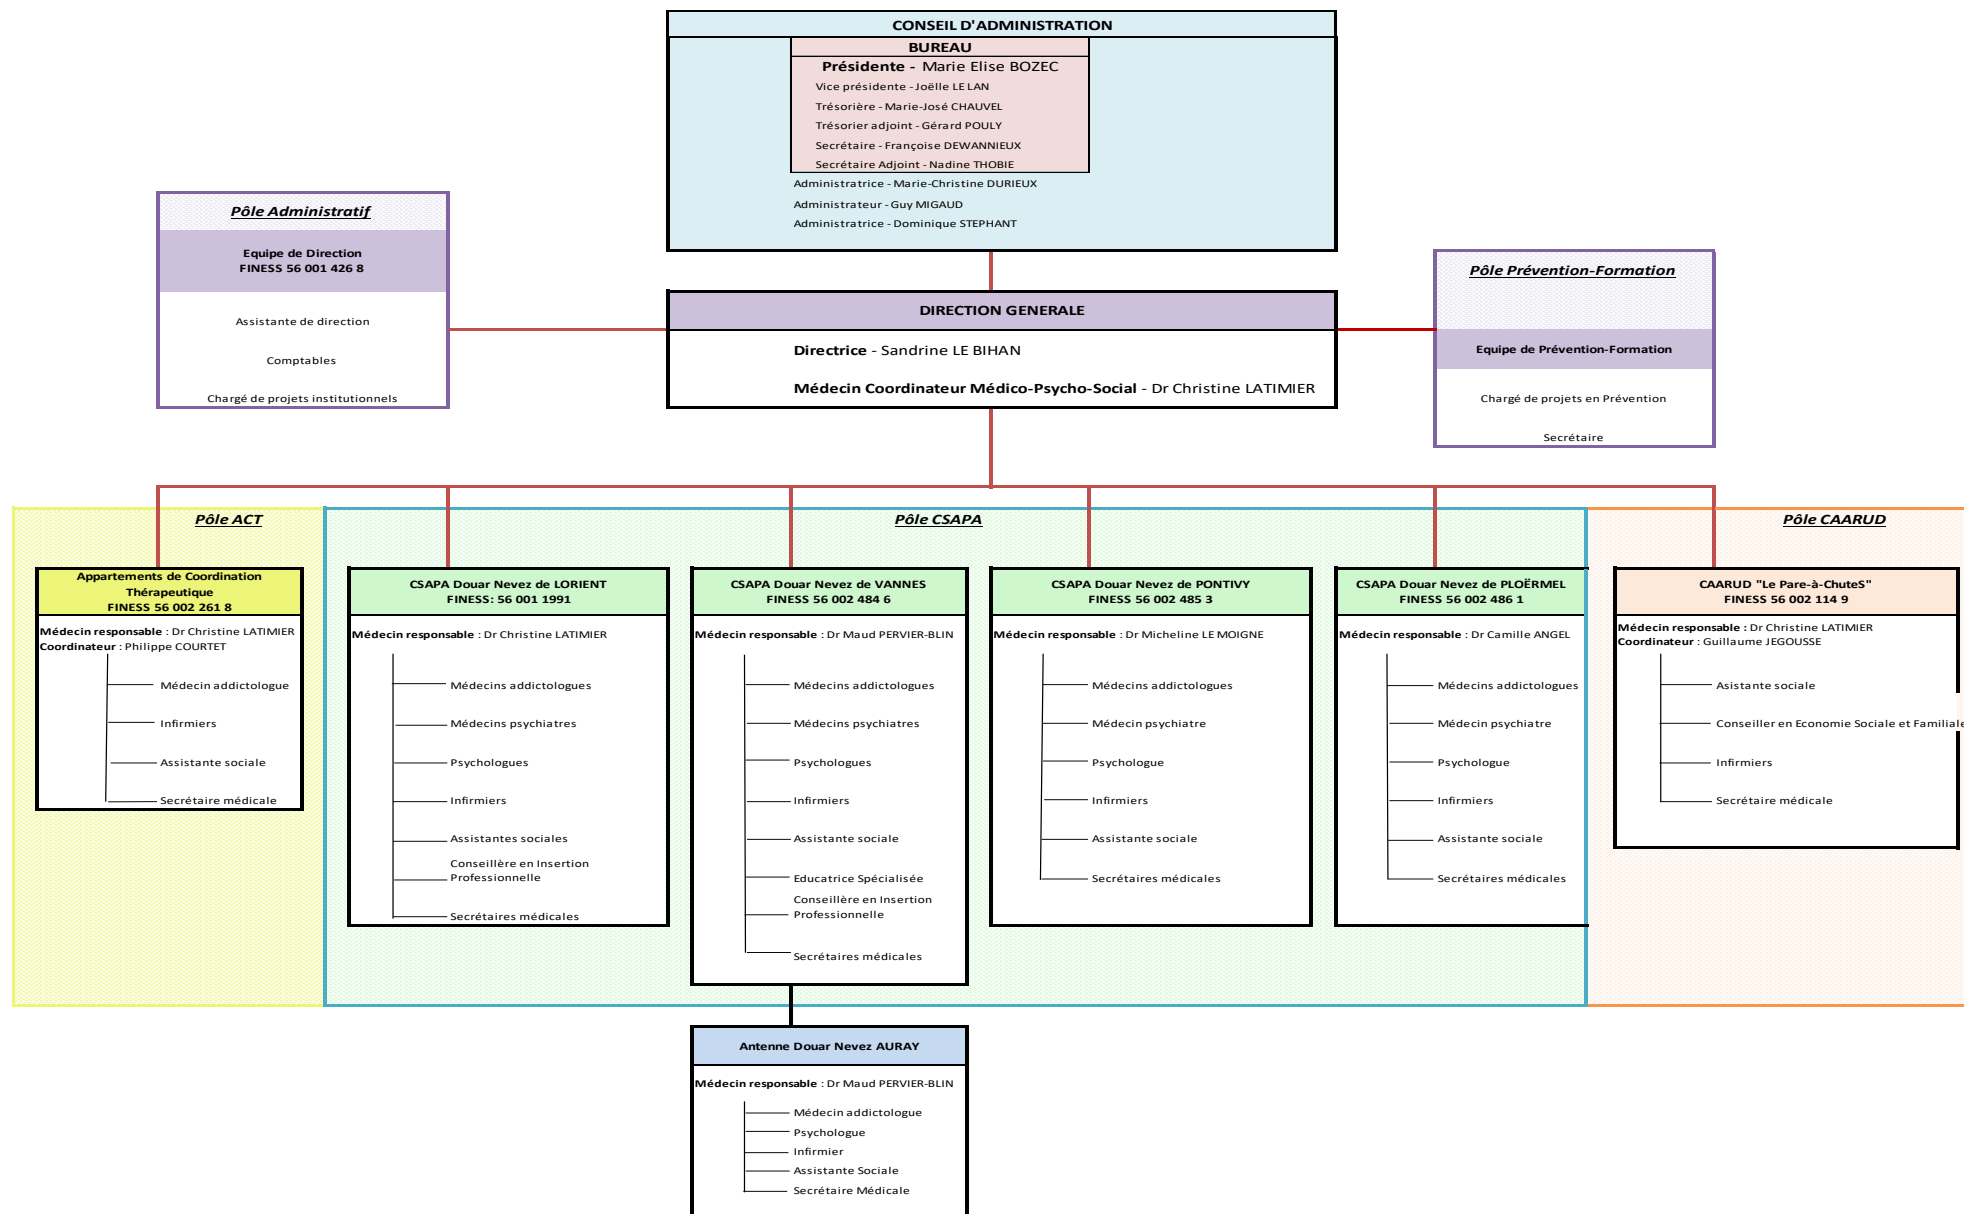 CONSEIL D'ADMINISTRATION
BUREAU
Présidente - Marie Elise BOZEC
Vice présidente - Joëlle LE LAN
Trésorière - Marie-José CHAUVEL
Trésorier adjoint - Gérard POULY
Secrétaire - Françoise DEWANNIEUX
Secrétaire Adjoint - Nadine THOBIE
Administratrice - Marie-Christine DURIEUX
Administrateur - Guy MIGAUD
Administratrice - Dominique STEPHANT
Pôle Administratif
Equipe de Direction
FINESS 56 001 426 8
Assistante de direction
Comptables
Chargé de projets institutionnels
DIRECTION GENERALE
Directrice - Sandrine LE BIHAN
Médecin Coordinateur Médico-Psycho-Social - Dr Christine LATIMIER
Pôle Prévention-Formation
Equipe de Prévention-Formation
Chargé de projets en Prévention
Secrétaire
Pôle ACT
Appartements de Coordination
Thérapeutique
FINESS 56 002 261 8
Médecin responsable : Dr Christine LATIMIER
Coordinateur : Philippe COURTET
Médecin addictologue
Infirmiers
Assistante sociale
Secrétaire médicale
Pôle CSAPA
CSAPA Douar Nevez de LORIENT
FINESS: 56 001 1991
Médecin responsable : Dr Christine LATIMIER
Médecins addictologues
Médecins psychiatres
Psychologues
Infirmiers
Assistantes sociales
Conseillère en Insertion
Professionnelle
Secrétaires médicales
CSAPA Douar Nevez de VANNES
FINESS 56 002 484 6
Médecin responsable : Dr Maud PERVIER-BLIN
Médecins addictologues
Médecins psychiatres
Psychologues
Infirmiers
Assistante sociale
Educatrice Spécialisée
Conseillère en Insertion
Professionnelle
Secrétaires médicales
CSAPA Douar Nevez de PONTIVY
FINESS 56 002 485 3
Médecin responsable : Dr Micheline LE MOIGNE
Médecins addictologues
Médecin psychiatre
Psychologue
Infirmiers
Assistante sociale
Secrétaires médicales
CSAPA Douar Nevez de PLOËRMEL
FINESS 56 002 486 1
Médecin responsable : Dr Camille ANGEL
Médecins addictologues
Médecin psychiatre
Psychologue
Infirmiers
Assistante sociale
Secrétaires médicales
Pôle CAARUD
CAARUD "Le Pare-à-ChuteS"
FINESS 56 002 114 9
Médecin responsable : Dr Christine LATIMIER
Coordinateur : Guillaume JEGOUSSE
Asistante sociale
Conseiller en Economie Sociale et Familiale
Infirmiers
Secrétaire médicale
Antenne Douar Nevez AURAY
Médecin responsable : Dr Maud PERVIER-BLIN
Médecin addictologue
Psychologue
Infirmier
Assistante Sociale
Secrétaire Médicale